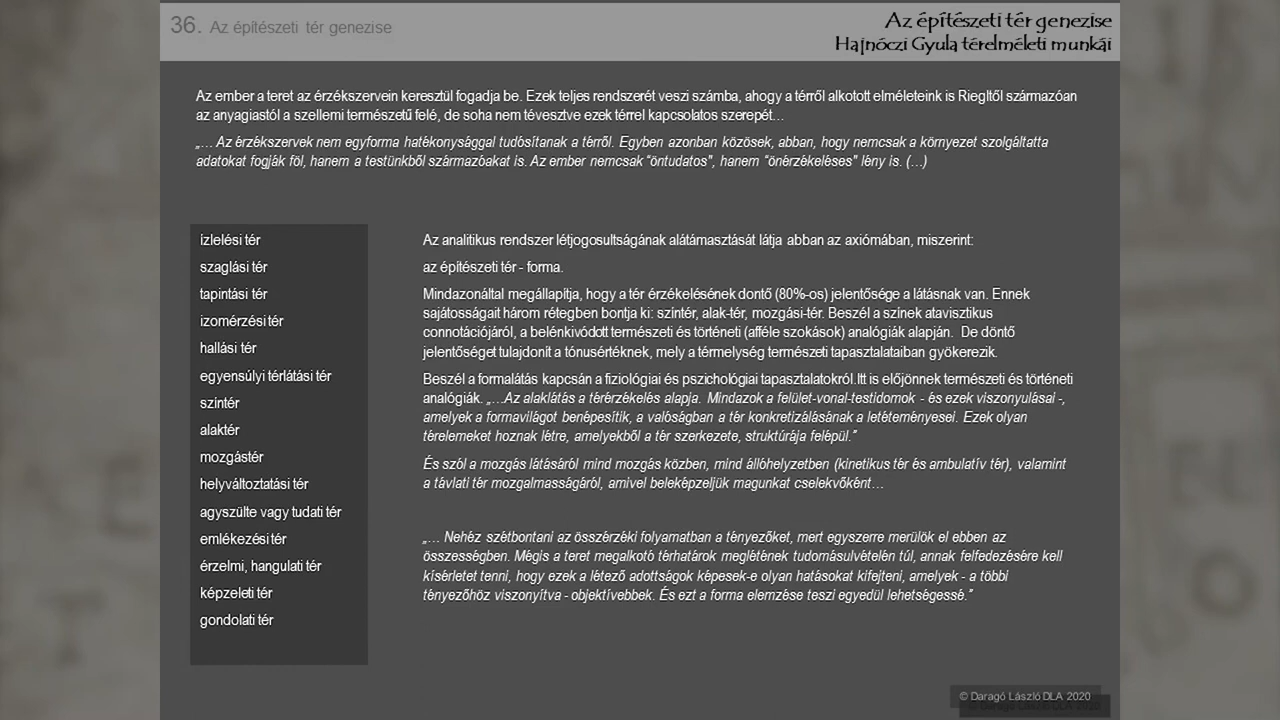 36. Az építészeti tér genezise
Az építészeti tér genezise
Hajnóczi Gyula térelméleti munkái
Az ember a teret az érzékszervein keresztül fogadja be. Ezek teljes rendszerét veszi számba, ahogy a térről alkotott elméleteink is Riegltől származóan
az anyagiastól a szellemi természetű felé, de soha nem tévesztve ezek térrel kapcsolatos szerepét…
„… Az érzékszervek nem egyforma hatékonysággal tudósítanak a térről. Egyben azonban közösek, abban, hogy nemcsak a környezet szolgáltatta
adatokat fogják föl, hanem a testünkből származóakat is. Az ember nemcsak "öntudatos", hanem "önérzékeléses" lény is. (…)
ízlelési tér
szaglási tér
tapintási tér
izomérzési tér
hallási tér
egyensúlyi térlátási tér
színtér
alaktér
mozgástér
helyváltoztatási tér
agyszülte vagy tudati tér
emlékezési tér
érzelmi, hangulati tér
képzeleti tér
gondolati tér
Az analitikus rendszer létjogosultságának alátámasztását látja abban az axiómában, miszerint:
az építészeti tér - forma.
Mindazonáltal megállapítja, hogy a tér érzékelésének dontő (80%-os) jelentősége a látásnak van. Ennek
sajátosságait három rétegben bontja ki: színtér, alak-tér, mozgási-tér. Beszél a színek atavisztikus
connotációjáról, a belénkivódott természeti és történeti (afféle szokások) analógiák alapján. De döntő
jelentőséget tulajdonít a tónusértéknek, mely a térmelység természeti tapasztalataiban gyökerezik.
Beszél a formalátás kapcsán a fiziológiai és pszichológiai tapasztalatokról.Itt is előjönnek természeti és történeti
analógiák. „…Az alaklátás a térérzékelés alapja. Mindazok a felület-vonal-testidomok - és ezek viszonyulásai -,
amelyek a formavilágot benépesítik, a valóságban a tér konkretizálásának a letéteményesei. Ezek olyan
térelemeket hoznak létre, amelyekből a tér szerkezete, struktúrája felépül."
És szól a mozgás látásáról mind mozgás közben, mind állóhelyzetben (kinetikus tér és ambulatív tér), valamint
a távlati tér mozgalmasságáról, amivel beleképzeljük magunkat cselekvőként…
„… Nehéz szétbontani az összérzéki folyamatban a tényezőket, mert egyszerre merülök el ebben az
összességben. Mégis a teret megalkotó térhatárok meglétének tudomásulvételén túl, annak felfedezésére kell
kísérletet tenni, hogy ezek a létező adottságok képesek-e olyan hatásokat kifejteni, amelyek - a többi
tényezőhöz viszonyítva - objektívebbek. És ezt a forma elemzése teszi egyedül lehetségessé."
© Daragó László DLA 2020